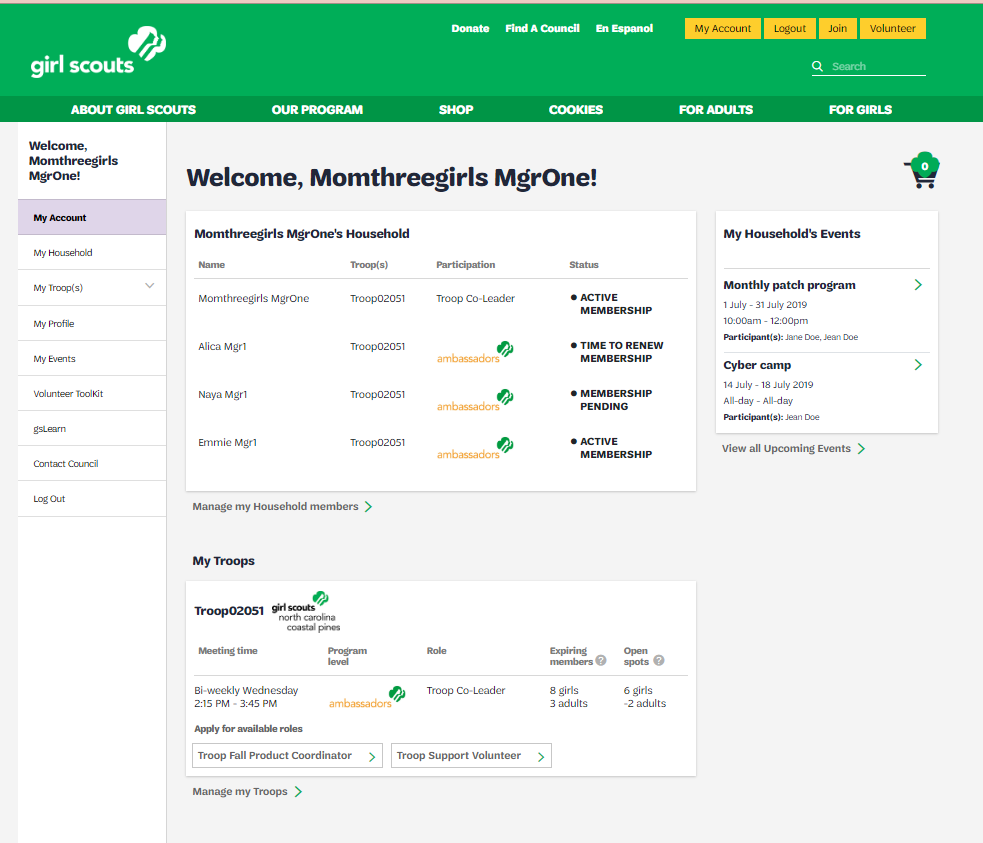 girl scouts
Donate Find A Council En Espanol My Account Logout Join Volunteer
Search
ABOUT GIRL SCOUTS OUR PROGRAM SHOP COOKIES FOR ADULTS FOR GIRLS
Welcome,
Momthreegirls
MgrOne!
My Account
My Household
My Troop(s)
My Profile
My Events
Volunteer ToolKit
gsLearn
Contact Council
Log Out
Welcome, Momthreegirls MgrOne!
0
Momthreegirls MgrOne's Household
Name Troop(s) Participation Status
Momthreegirls MgrOne Troop02051 Troop Co-Leader ACTIVE
MEMBERSHIP
Alica Mgr1 Troop02051 ambassadors TIME TO RENEW
MEMBERSHIP
Naya Mgr1 Troop02051 ambassadors MEMBERSHIP
PENDING
Emmie Mgr1 Troop02051 ambassadors ACTIVE
MEMBERSHIP
Manage my Household members
My Household's Events
Monthly patch program
1 July - 31 July 2019
10:00am - 12:00pm
Participant(s): Jane Doe, Jean Doe
Cyber camp
14 July - 18 July 2019
All-day - All-day
Participant(s): Jean Doe
View all Upcoming Events
My Troops
Troop02051 girl scouts
north carolina
coastal pines
Meeting time Program
level Role Expiring
members ? Open
spots ?
Bi-weekly Wednesday
2:15 PM - 3:45 PM
ambassadors
Troop Co-Leader
8 girls
3 adults
6 girls
-2 adults
Apply for available roles
Troop Fall Product Coordinator Troop Support Volunteer
Manage my Troops